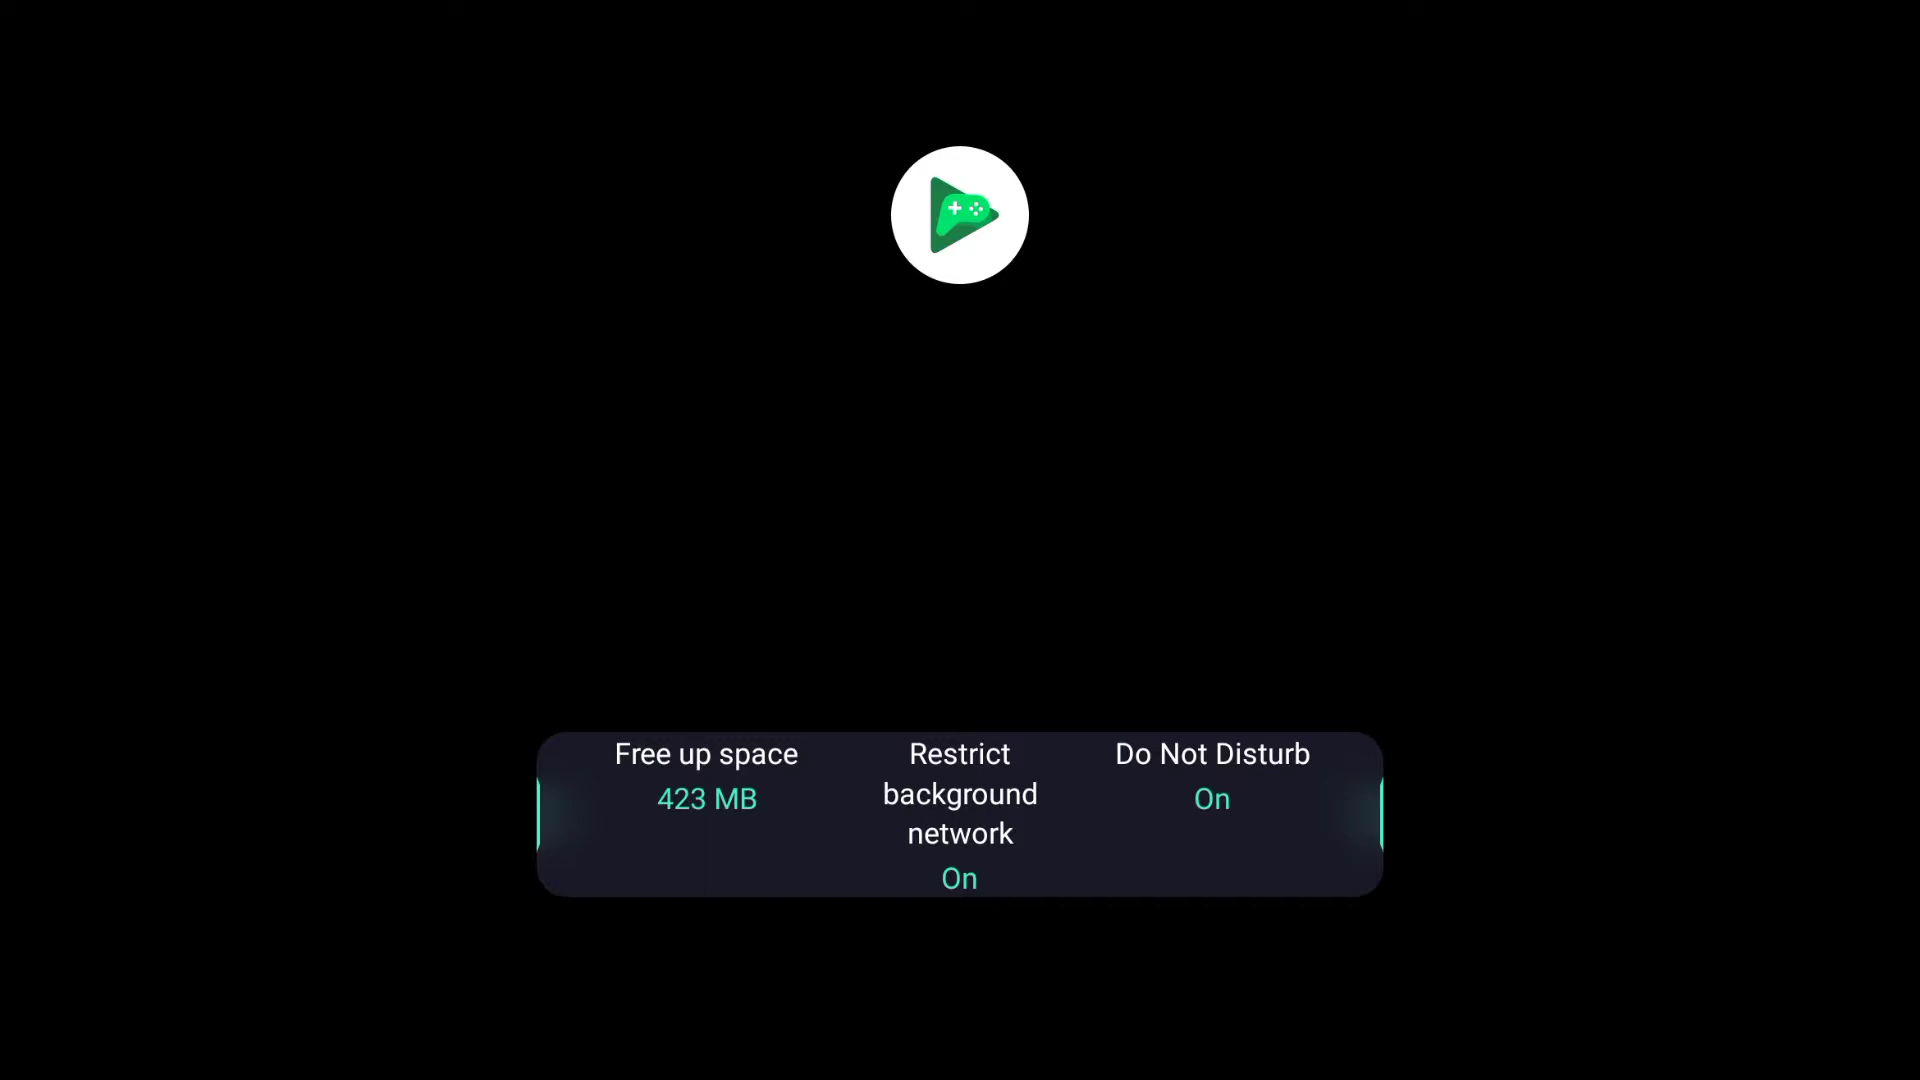 Free up space
423 MB
Restrict
background
network
On
Do Not Disturb
On